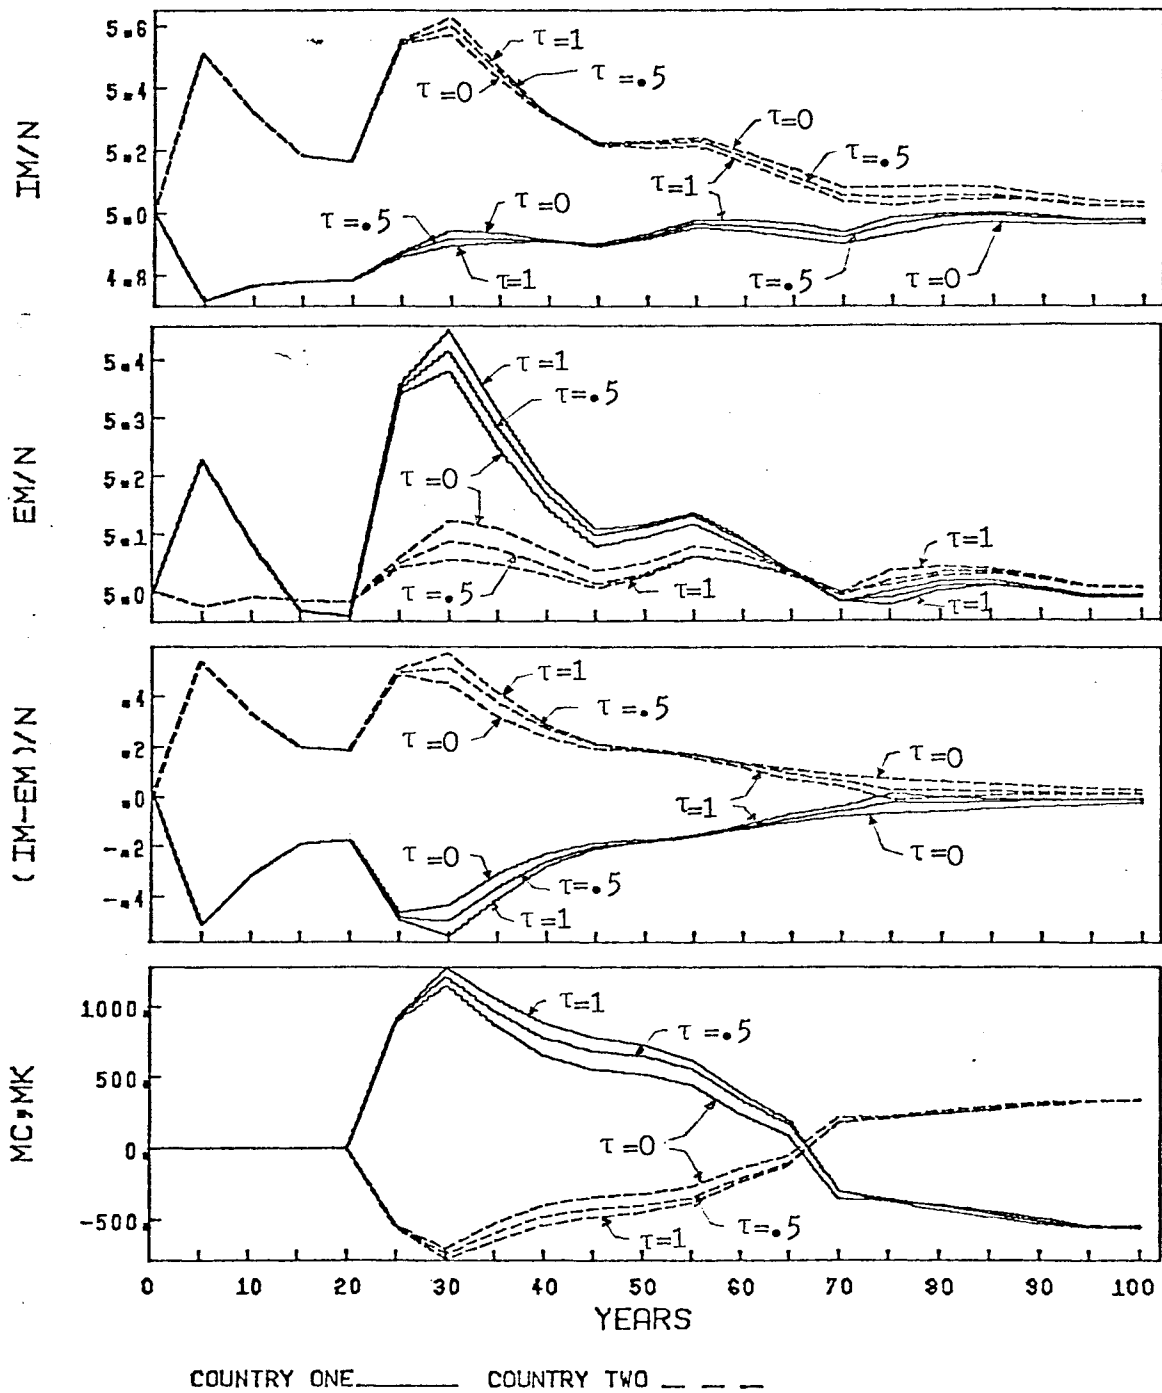 IM/N
5.6
5.4
5.2
5.0
4.8
τ=1
τ=.5
τ=0
τ=0
τ=.5
τ=1
τ=.5
τ=0
τ=1
τ=.5
τ=0
EM/N
5.4
5.3
5.2
5.1
5.0
τ=1
τ=.5
τ=0
τ=.5
τ=1
τ=1
τ=1
(IM-EM)/N
.4
.2
.0
-.2
-.4
τ=1
τ=.5
τ=0
τ=0
τ=1
τ=0
τ=.5
τ=1
τ=0
MC,MK
1000.
500.
0.
-500.
τ=1
τ=.5
τ=0
τ=1
τ=.5
0 10 20 30 40 50 60 70 80 90 100
YEARS
COUNTRY ONE COUNTRY TWO